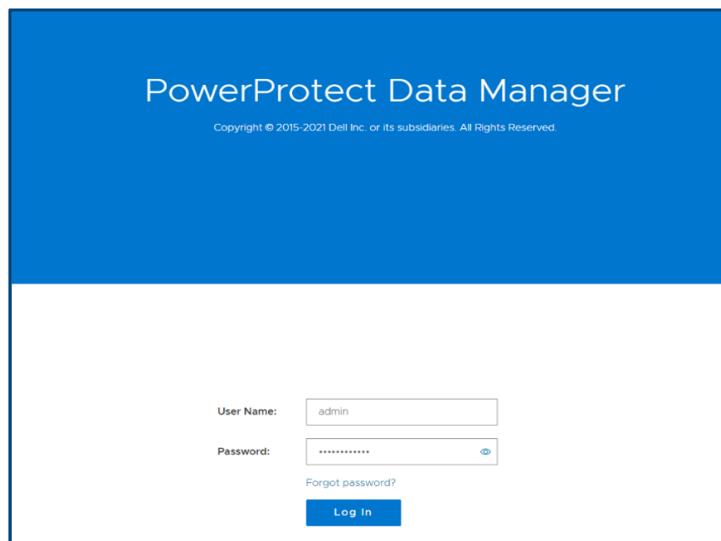 PowerProtect Data Manager
Copyright © 2015-2021 Dell Inc. or its subsidiaries. All Rights Reserved.
User Name: admin
Password: ••••••••••••
Forgot password?
Log In